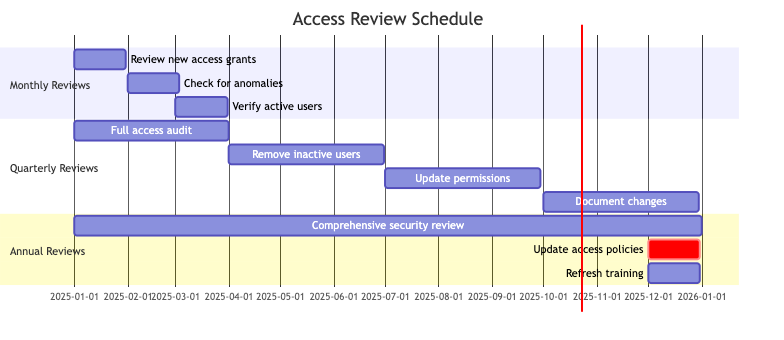 Access Review Schedule
Review new access grants
Check for anomalies
Monthly Reviews
Verify active users
Full access audit
Remove inactive users
Quarterly Reviews
Update permissions
Document changes
Comprehensive security review
Update access policies
Annual Reviews
Refresh training
2025-01-01 2025-02-01 2025-03-01 2025-04-01 2025-05-01 2025-06-01 2025-07-01 2025-08-01 2025-09-01 2025-10-01 2025-11-01 2025-12-01 2026-01-01